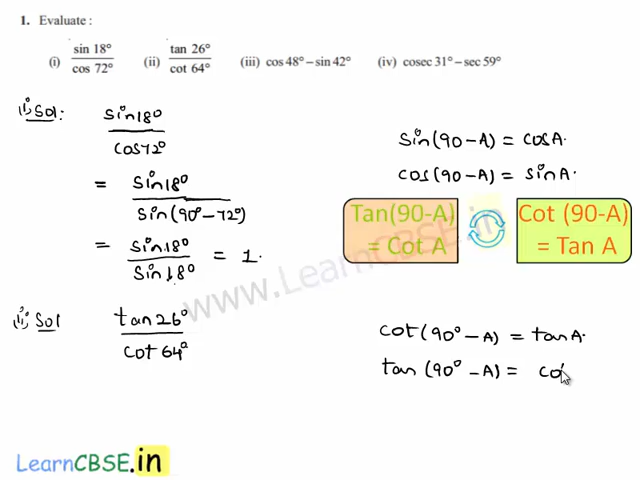 1. Evaluate :
(i) sin 18° / cos 72° (ii) tan 26° / cot 64° (iii) cos 48° – sin 42° (iv) cosec 31° – sec 59°
(i) Sol:
sin18°
cos72°
= sin18°
sin(90° – 72°)
= sin18°
sin18° = 1.
sin(90 – A) = cosA.
cos(90 – A) = sinA.
Tan(90-A)
= Cot A
Cot (90-A)
= Tan A
www.LearnCBSE.in
(ii) Sol
tan26°
cot64°
cot(90° – A) = tanA.
tan(90° – A) = co
LearnCBSE.in